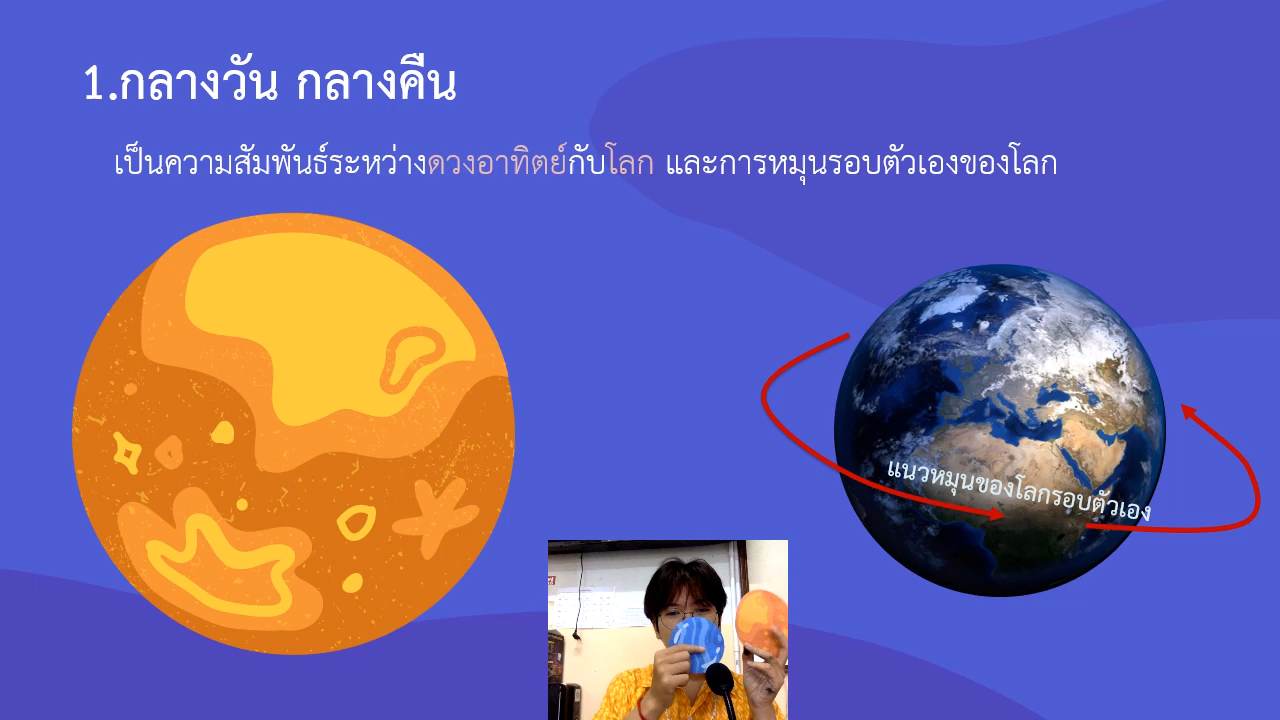 1.กลางวัน กลางคืน
เป็นความสัมพันธ์ระหว่างดวงอาทิตย์กับโลก และการหมุนรอบตัวเองของโลก
แนวหมุนของโลกรอบตัวเอง